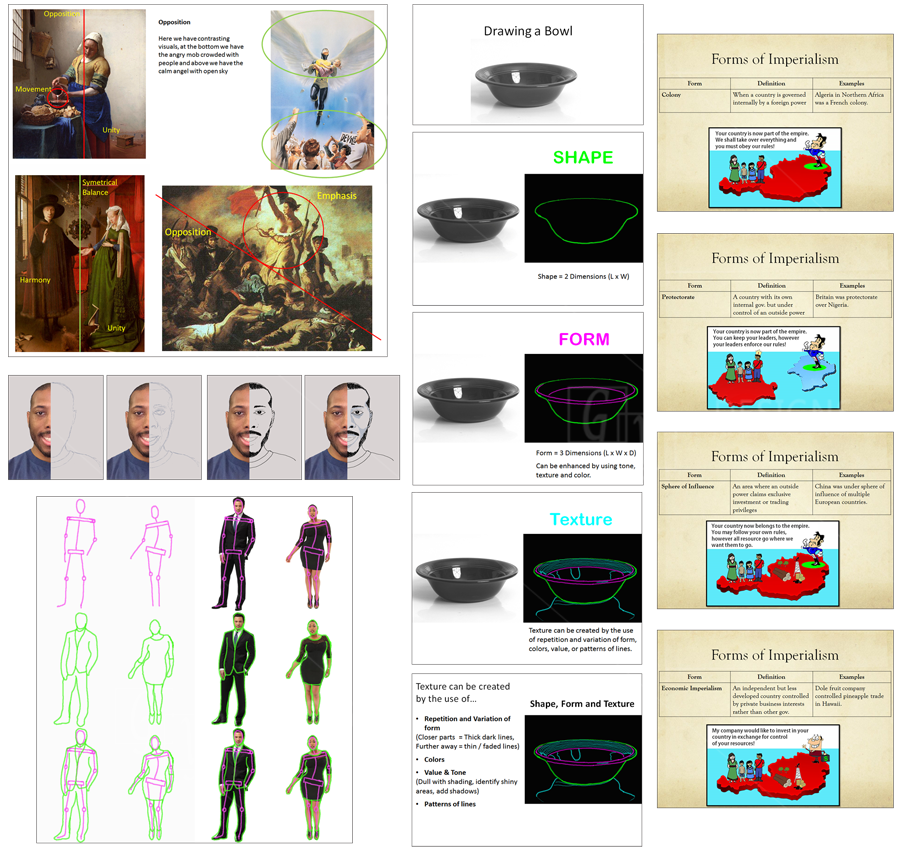 Opposition
Movement
Unity
Opposition
Here we have contrasting
visuals, at the bottom we have
the angry mob crowded with
people and above we have the
calm angel with open sky
Symetrical
Balance
Harmony
Unity
Emphasis
Opposition
Drawing a Bowl
SHAPE
Shape = 2 Dimensions (L x W)
FORM
Form = 3 Dimensions (L x W x D)
Can be enhanced by using tone,
texture and color.
Texture
Texture can be created by the use
of repetition and variation of form,
colors, value, or patterns of lines.
Texture can be created
by the use of...
• Repetition and Variation of
form
(Closer parts = Thick dark lines,
Further away = thin / faded lines)
• Colors
• Value & Tone
(Dull with shading, identify shiny
areas, add shadows)
• Patterns of lines
Shape, Form and Texture
Forms of Imperialism
Form Definition Examples
Colony When a country is governed Algeria in Northern Africa
internally by a foreign power was a French colony.
Your country is now part of the empire.
We shall take over everything and
you must obey our rules!
Forms of Imperialism
Form Definition Examples
Protectorate A country with its own Britain was protectorate
internal gov. but under over Nigeria.
control of an outside power
Your country is now part of the empire.
You can keep your leaders, however
your leaders enforce our rules!
Forms of Imperialism
Form Definition Examples
Sphere of Influence An area where an outside China was under sphere of
power claims exclusive influence of multiple
investment or trading European countries.
privileges
Your country now belongs to the empire.
You may follow your own rules,
however all resource go where we
want them to go.
Forms of Imperialism
Form Definition Examples
Economic Imperialism An independent but less Dole fruit company
developed country controlled controlled pineapple trade
by private business interests in Hawaii.
rather than other gov.
My company would like to invest in your
country in exchange for control
of your resources!